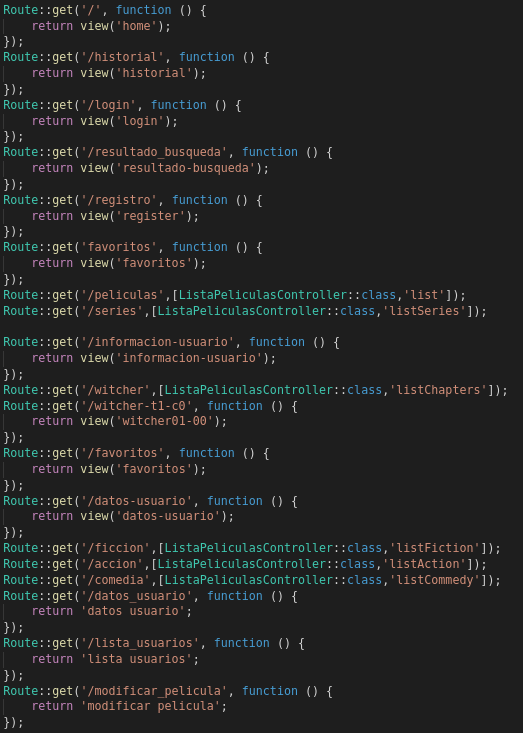 Route::get('/', function () {
    return view('home');
});
Route::get('/historial', function () {
    return view('historial');
});
Route::get('/login', function () {
    return view('login');
});
Route::get('/resultado_busqueda', function () {
    return view('resultado-busqueda');
});
Route::get('/registro', function () {
    return view('register');
});
Route::get('favoritos', function () {
    return view('favoritos');
});
Route::get('/peliculas',[ListaPeliculasController::class,'list']);
Route::get('/series',[ListaPeliculasController::class,'listSeries']);

Route::get('/informacion-usuario', function () {
    return view('informacion-usuario');
});
Route::get('/witcher',[ListaPeliculasController::class,'listChapters']);
Route::get('/witcher-t1-c0', function () {
    return view('witcher01-00');
});
Route::get('/favoritos', function () {
    return view('favoritos');
});
Route::get('/datos-usuario', function () {
    return view('datos-usuario');
});
Route::get('/ficcion',[ListaPeliculasController::class,'listFiction']);
Route::get('/accion',[ListaPeliculasController::class,'listAction']);
Route::get('/comedia',[ListaPeliculasController::class,'listCommedy']);
Route::get('/datos_usuario', function () {
    return 'datos usuario';
});
Route::get('/lista_usuarios', function () {
    return 'lista usuarios';
});
Route::get('/modificar_pelicula', function () {
    return 'modificar pelicula';
});